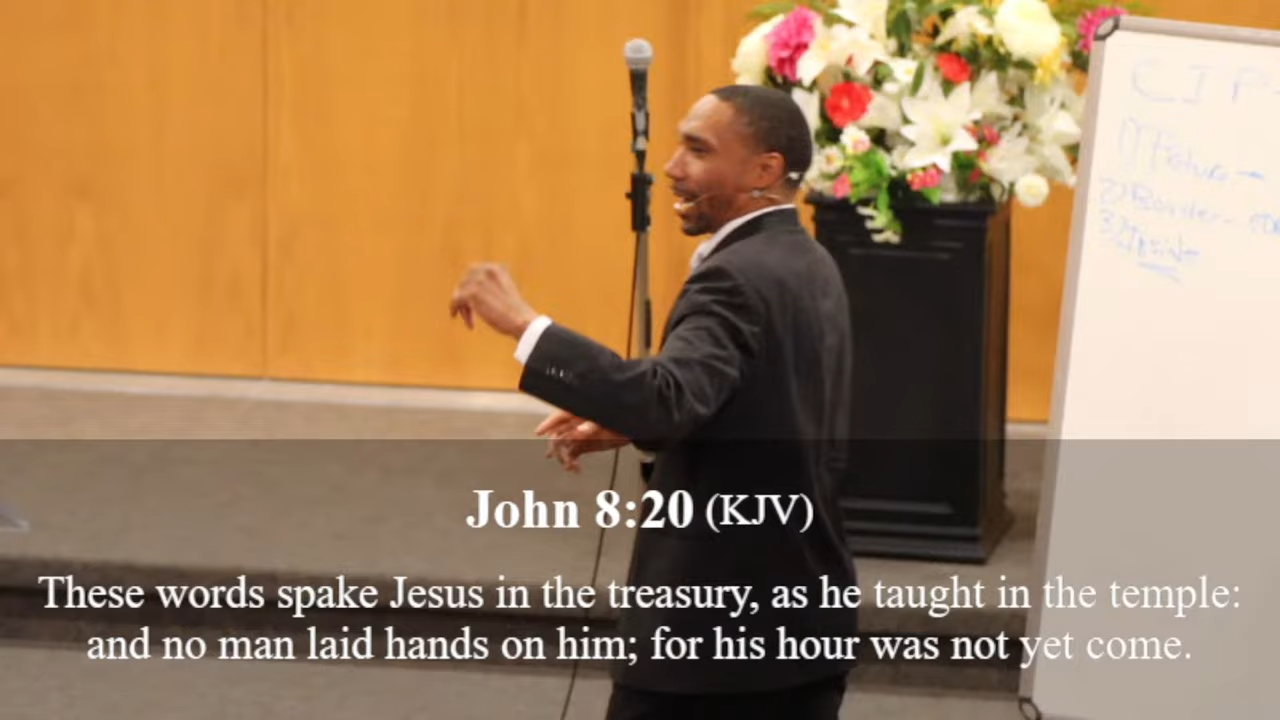 C I P
John 8:20 (KJV)
These words spake Jesus in the treasury, as he taught in the temple:
and no man laid hands on him; for his hour was not yet come.